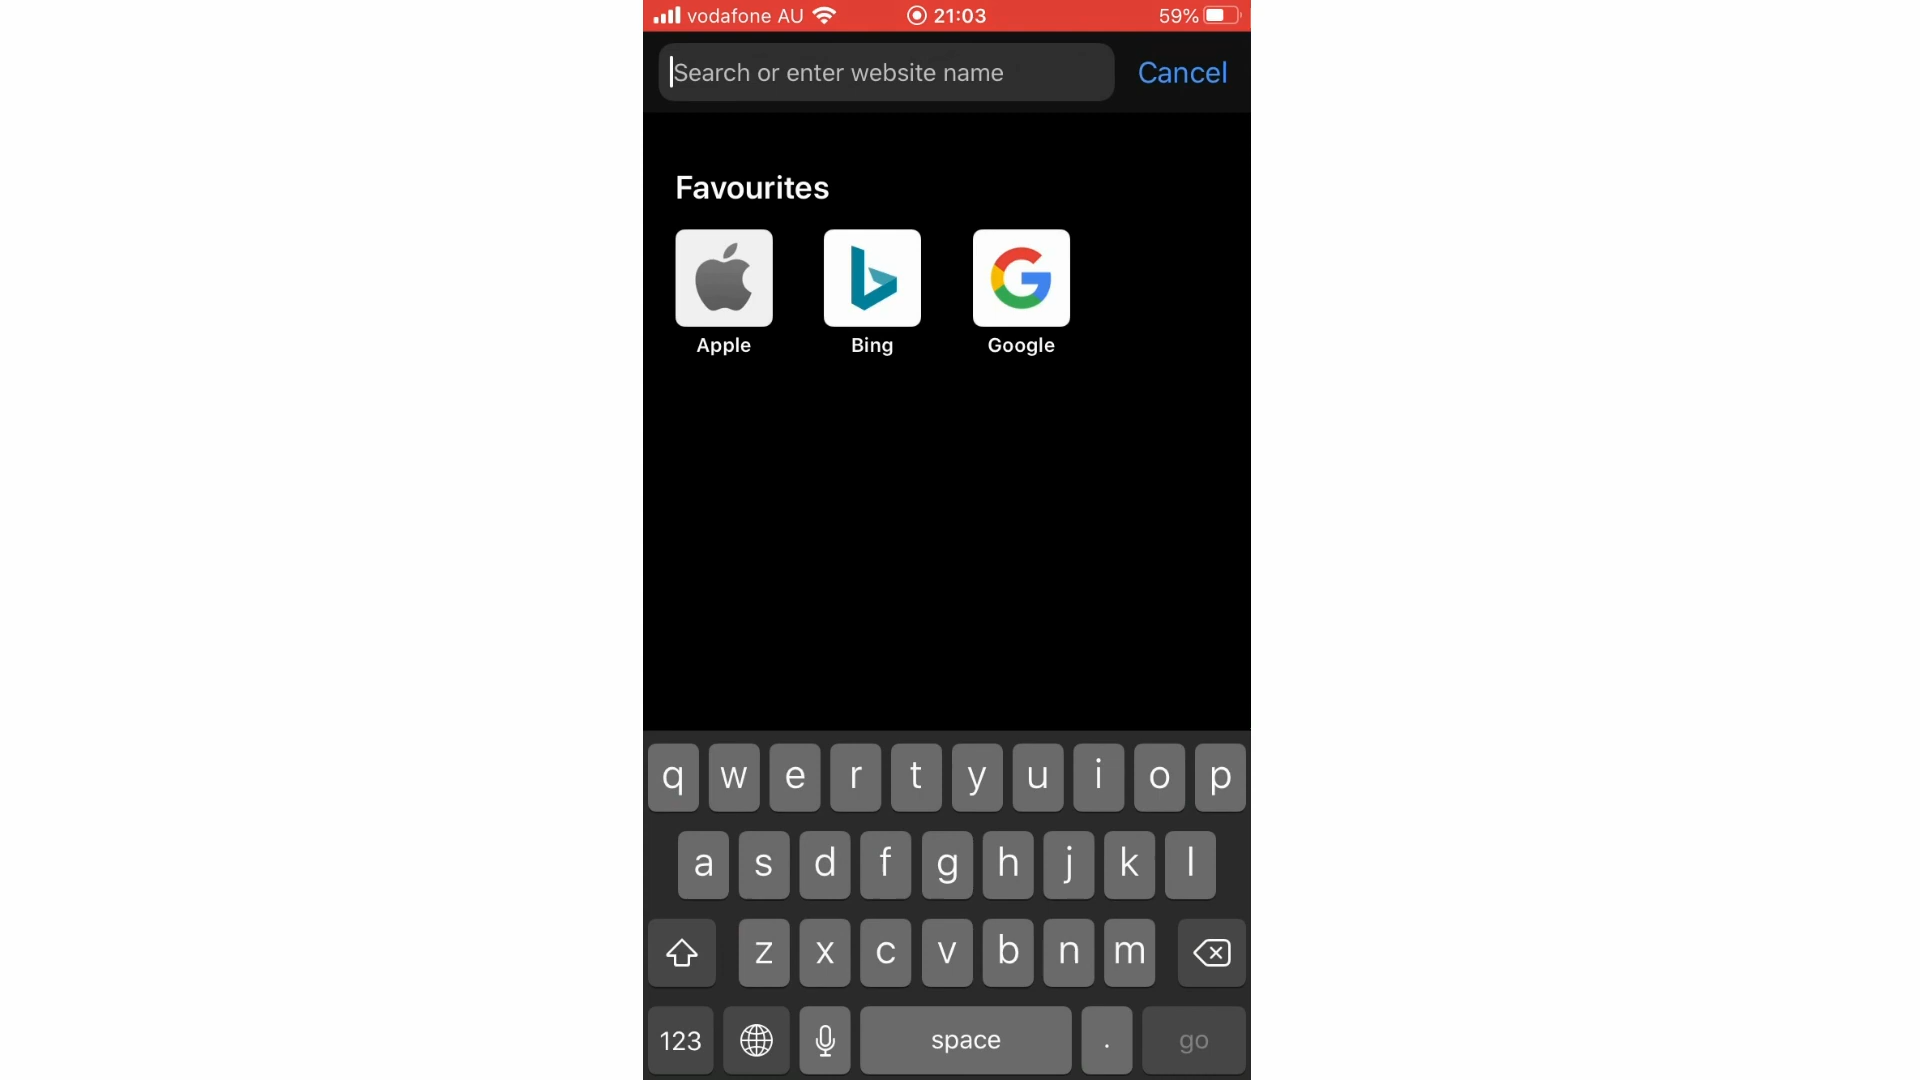 vodafone AU 21:03 59%
Search or enter website name Cancel
Favourites
Apple Bing Google
q w e r t y u i o p
a s d f g h j k l
z x c v b n m
123 space . go